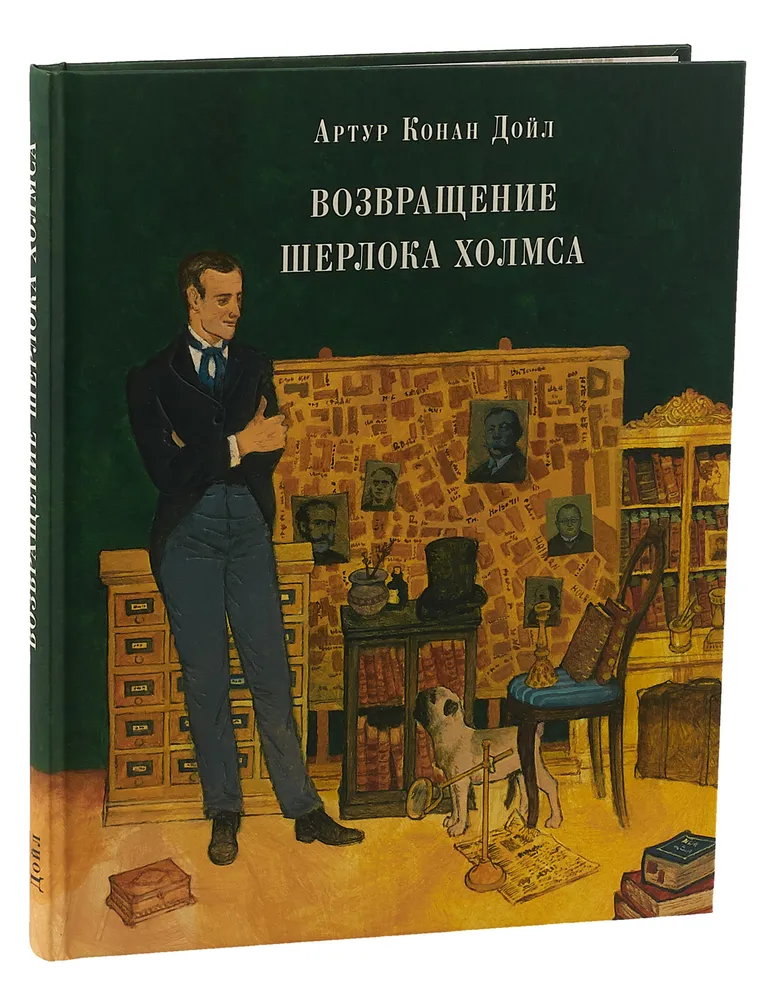 Артур Конан Дойл
ВОЗВРАЩЕНИЕ
ШЕРЛОКА ХОЛМСА
ВОЗВРАЩЕНИЕ ШЕРЛОКА ХОЛМСА
Дойл